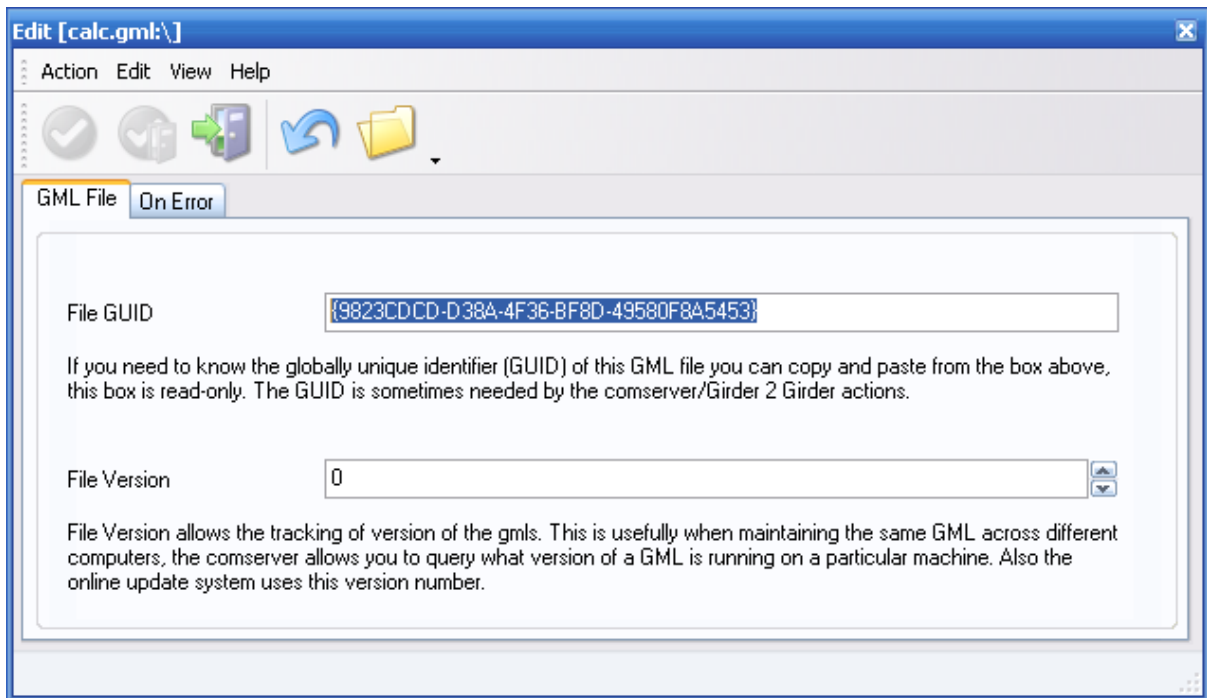 Edit [calc.gml:\]
Action Edit View Help
GML File On Error
File GUID {9823CDCD-D38A-4F36-BF8D-49580F8A5453}
If you need to know the globally unique identifier (GUID) of this GML file you can copy and paste from the box above,
this box is read-only. The GUID is sometimes needed by the comserver/Girder 2 Girder actions.
File Version 0
File Version allows the tracking of version of the gmls. This is usefully when maintaining the same GML across different
computers, the comserver allows you to query what version of a GML is running on a particular machine. Also the
online update system uses this version number.